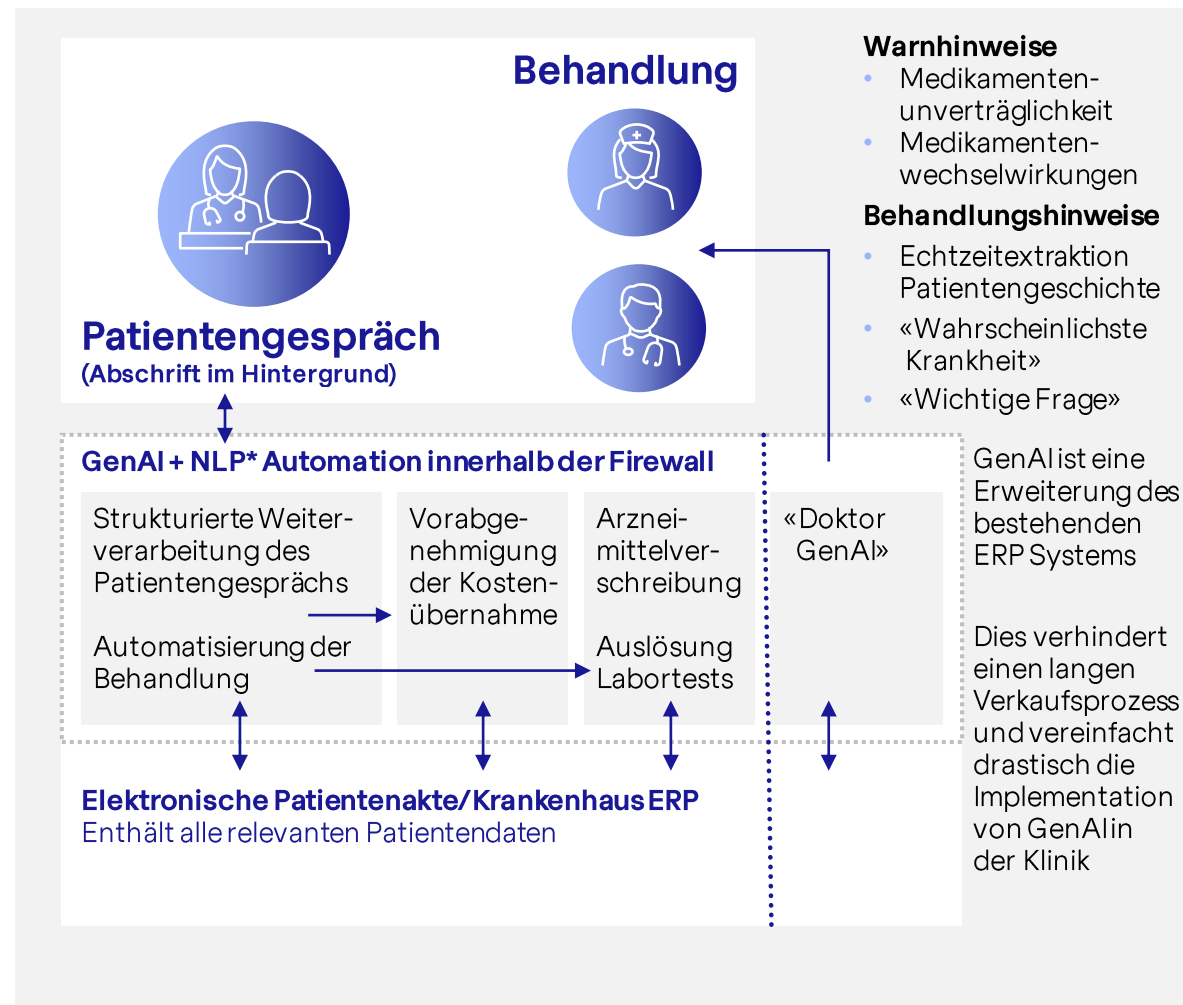 Behandlung
Patientengespräch
(Abschrift im Hintergrund)
Warnhinweise
• Medikamenten-
unverträglichkeit
• Medikamenten-
wechselwirkungen
Behandlungshinweise
• Echtzeitextraktion
Patientengeschichte
• «Wahrscheinlichste
Krankheit»
• «Wichtige Frage»
GenAI + NLP* Automation innerhalb der Firewall
Strukturierte Weiter-
verarbeitung des
Patientengesprächs
Automatisierung der
Behandlung
Vorabge-
nehmigung
der Kosten-
übernahme
Arznei-
mittelver-
schreibung
Auslösung
Labortests
«Doktor
GenAI»
GenAI ist eine
Erweiterung des
bestehenden
ERP Systems
Dies verhindert
einen langen
Verkaufsprozess
und vereinfacht
drastisch die
Implementation
von GenAI in
der Klinik
Elektronische Patientenakte/Krankenhaus ERP
Enthält alle relevanten Patientendaten